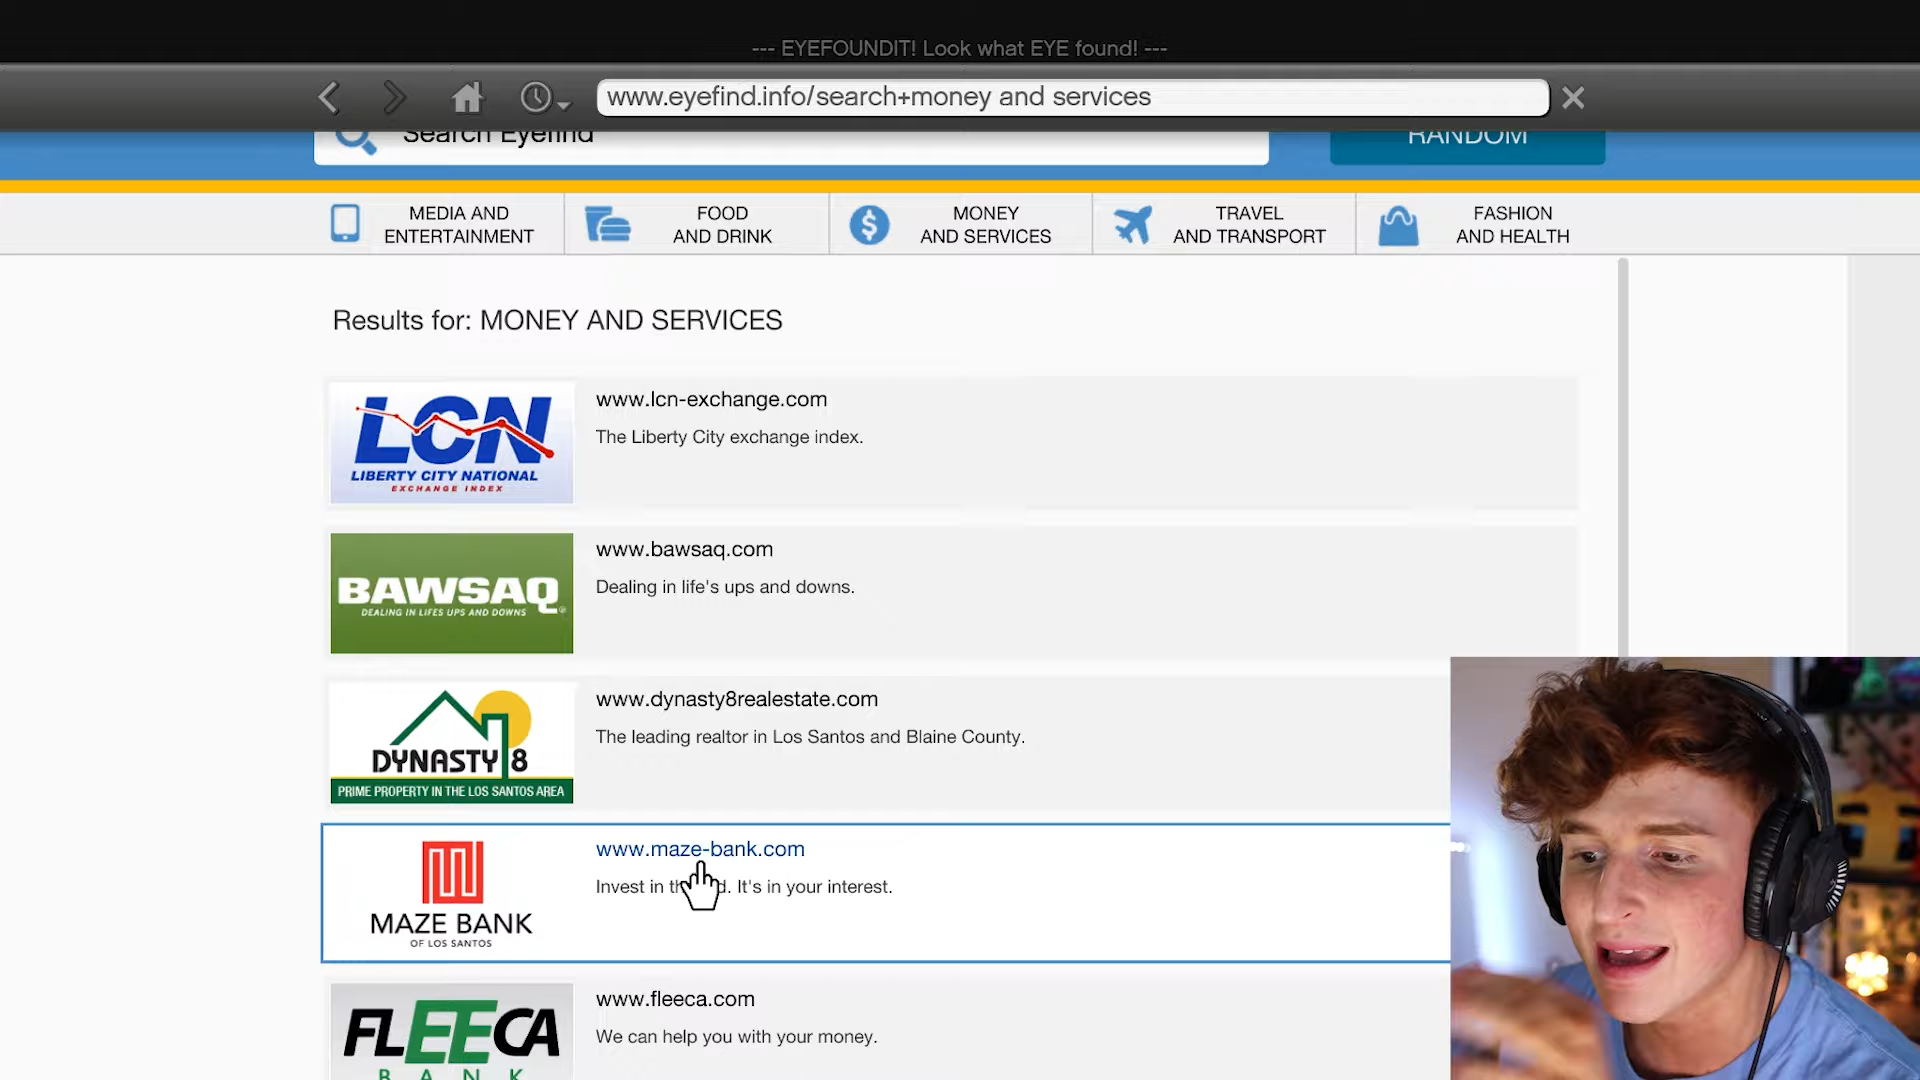 --- EYEFOUNDIT! Look what EYE found! ---
www.eyefind.info/search+money and services
Search Eyefind
RANDOM
MEDIA AND
ENTERTAINMENT
FOOD
AND DRINK
MONEY
AND SERVICES
TRAVEL
AND TRANSPORT
FASHION
AND HEALTH
Results for: MONEY AND SERVICES
LCN
LIBERTY CITY NATIONAL
EXCHANGE INDEX
www.lcn-exchange.com
The Liberty City exchange index.
BAWSAQ
DEALING IN LIFES UPS AND DOWNS
www.bawsaq.com
Dealing in life's ups and downs.
DYNASTY 8
PRIME PROPERTY IN THE LOS SANTOS AREA
www.dynasty8realestate.com
The leading realtor in Los Santos and Blaine County.
MAZE BANK
OF LOS SANTOS
www.maze-bank.com
Invest in . It's in your interest.
FLEECA
BANK
www.fleeca.com
We can help you with your money.